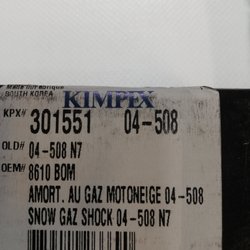 SOUTH KOREA
KIMPEX
KPX# 301551 04-508
OLD# 04-508 N7
OEM# 8610 BOM
AMORT. AU GAZ MOTONEIGE 04-508
SNOW GAZ SHOCK 04-508 N7